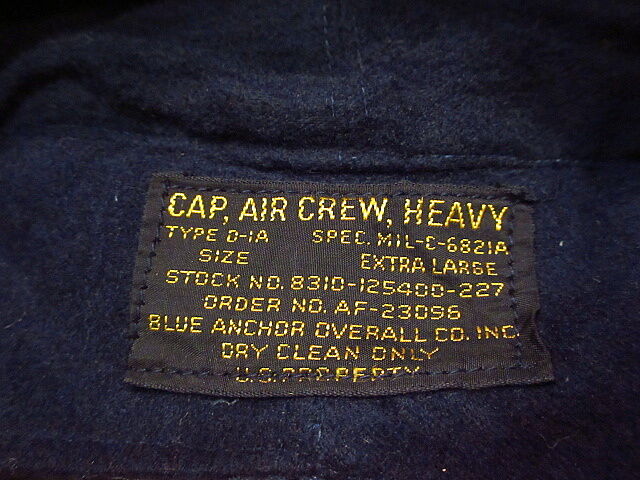 CAP, AIR CREW, HEAVY
TYPE D-1A SPEC. MIL-C-6821A
SIZE EXTRA LARGE
STOCK NO. 8310-125400-227
ORDER NO. AF-23096
BLUE ANCHOR OVERALL CO. INC.
DRY CLEAN ONLY
U.S. PROPERTY